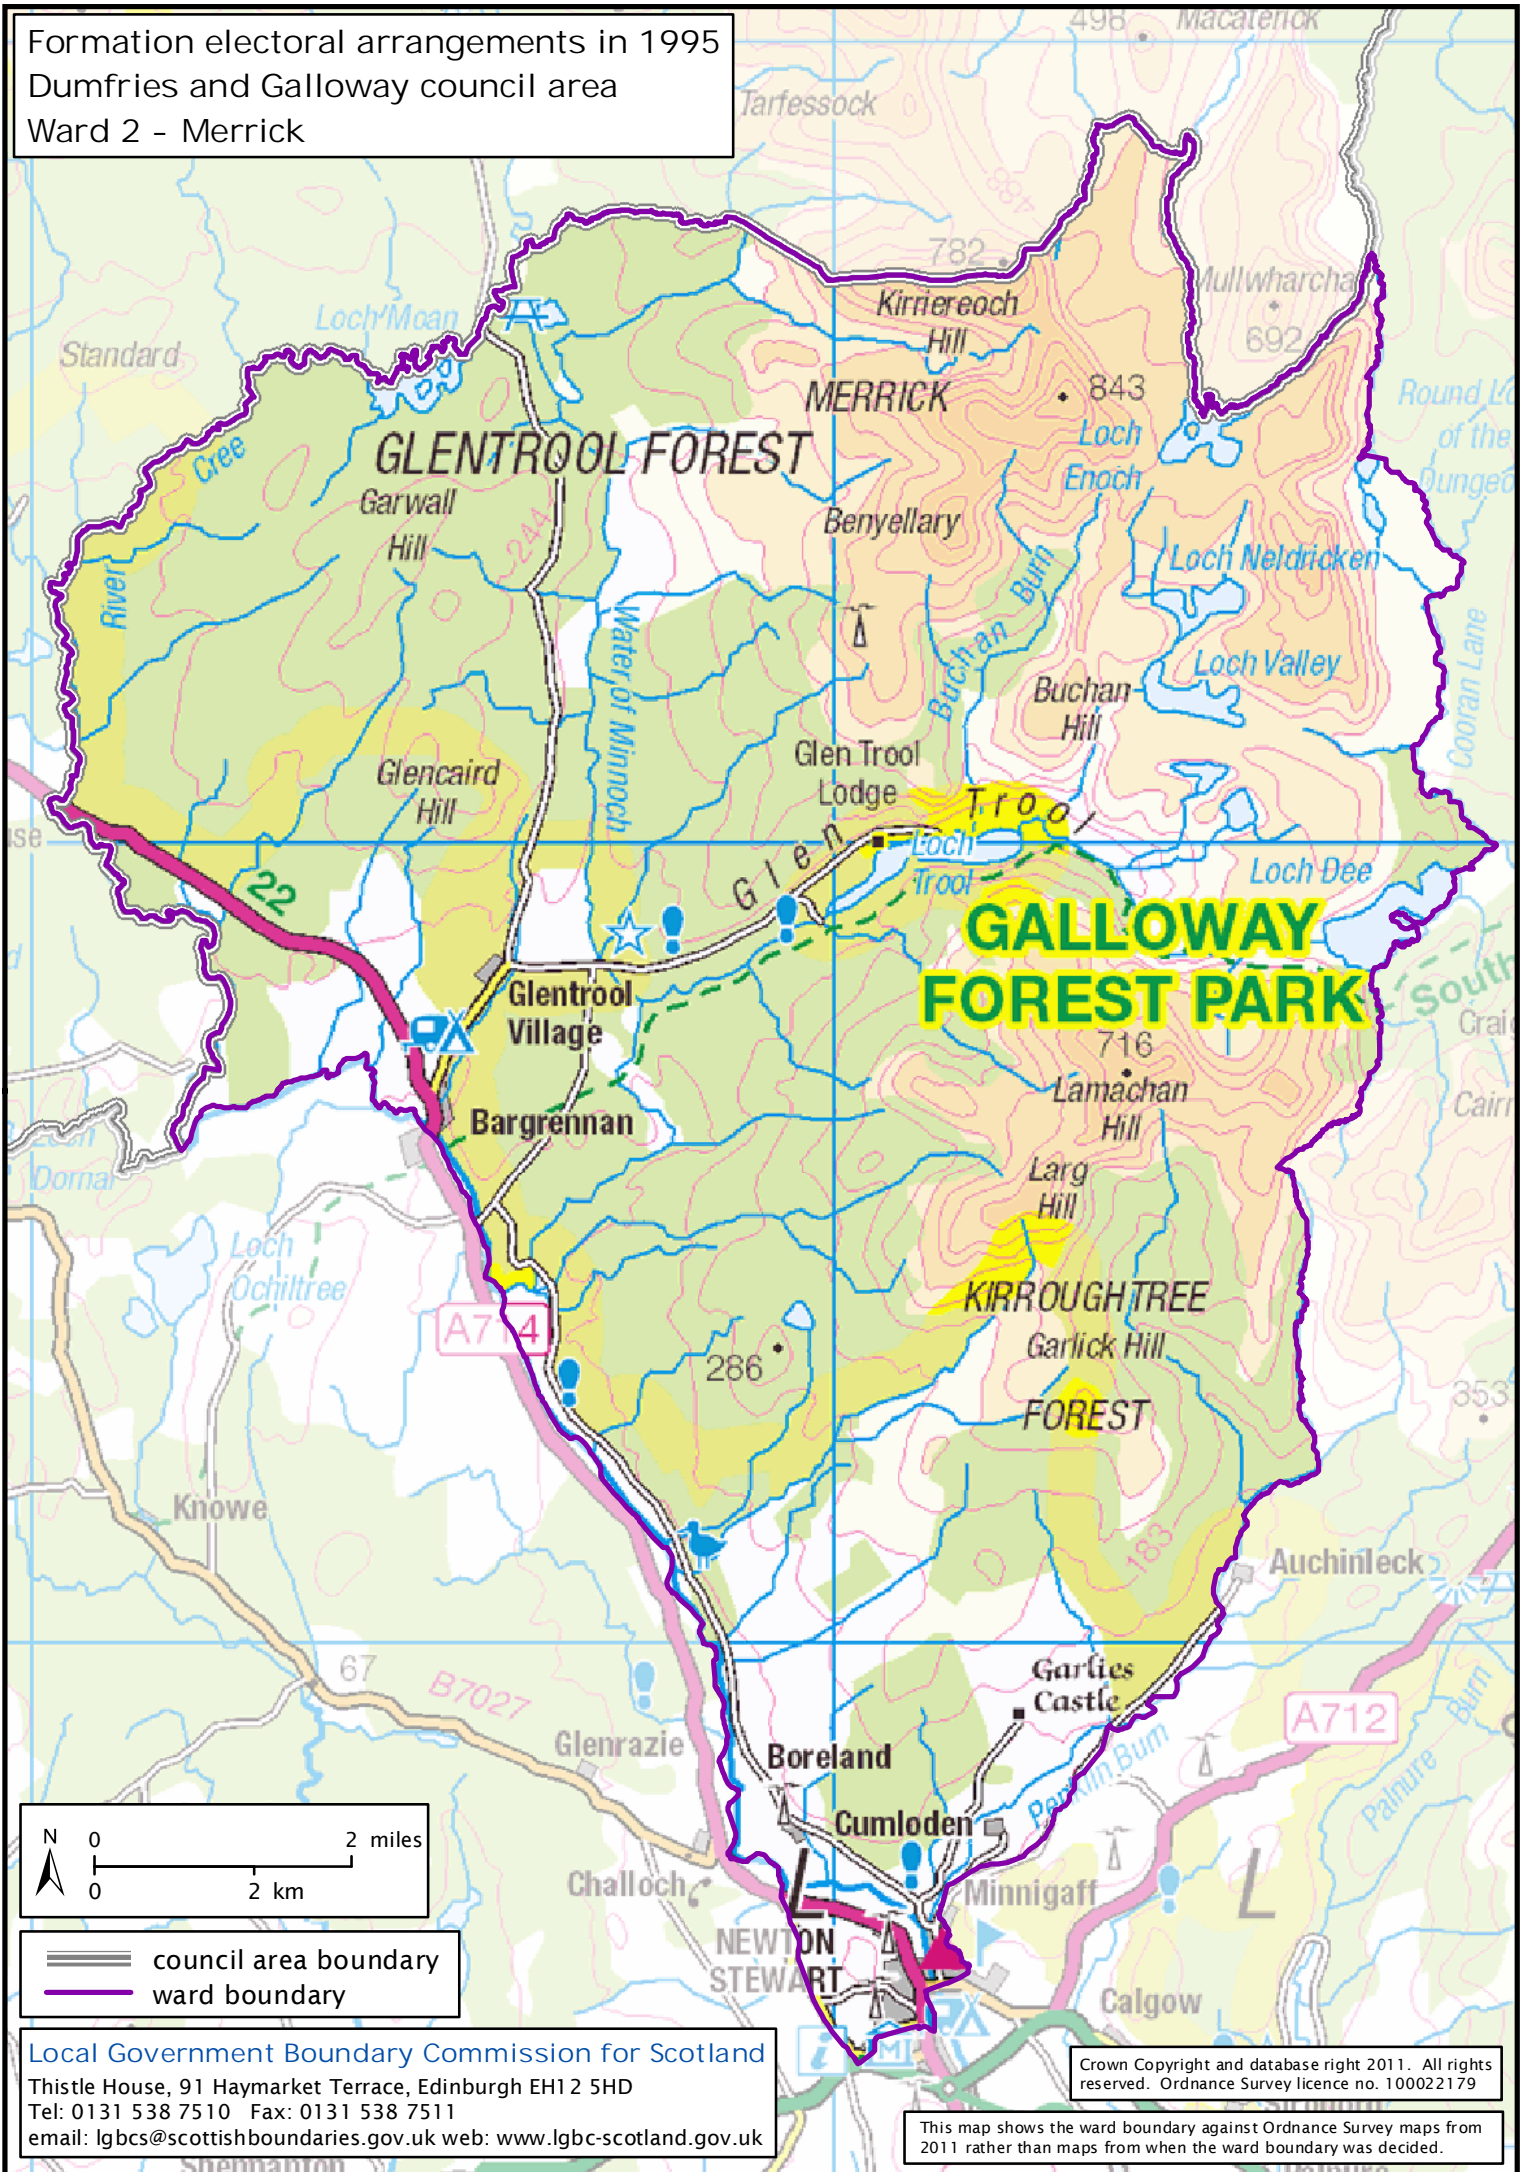 Formation electoral arrangements in 1995
Dumfries and Galloway council area
Ward 2 - Merrick
498
Macaterick
Tarfessock
488
782
Kirriereoch
Hill
Mullwharchar
692
Loch Moan
Standard
MERRICK
843
Round
of the
Loch
Enoch
Cree
GLENTROOL FOREST
Garwall
Hill
244
Benyellary
Loch Neldricken
River
Water of Minnoch
Buchan Burn
Loch Valley
Cooran Lane
Buchan
Hill
Glen Trool
Lodge
Glencaird
Hill
Glen Trool
Loch
Trool
Loch Dee
22
GALLOWAY
FOREST PARK
South
Glentrool
Village
716
Lamachan
Hill
Bargrennan
Loch
Dornal
Larg
Hill
Loch
Ochiltree
KIRROUGHTREE
Garlick Hill
FOREST
A714
286
353
Knowe
183
Auchinleck
67
B7027
Garlies
Castle
A712
Glenrazie
Boreland
Penkiln Burn
Palnure Burn
Cumloden
N
0
2 miles
0
2 km
Challoch
L
L
Minnigaff
NEWTON
STEWART
council area boundary
ward boundary
Calgow
i
M
Local Government Boundary Commission for Scotland
Thistle House, 91 Haymarket Terrace, Edinburgh EH12 5HD
Tel: 0131 538 7510 Fax: 0131 538 7511
email: lgbcs@scottishboundaries.gov.uk web: www.lgbc-scotland.gov.uk
Crown Copyright and database right 2011. All rights
reserved. Ordnance Survey licence no. 100022179
This map shows the ward boundary against Ordnance Survey maps from
2011 rather than maps from when the ward boundary was decided.